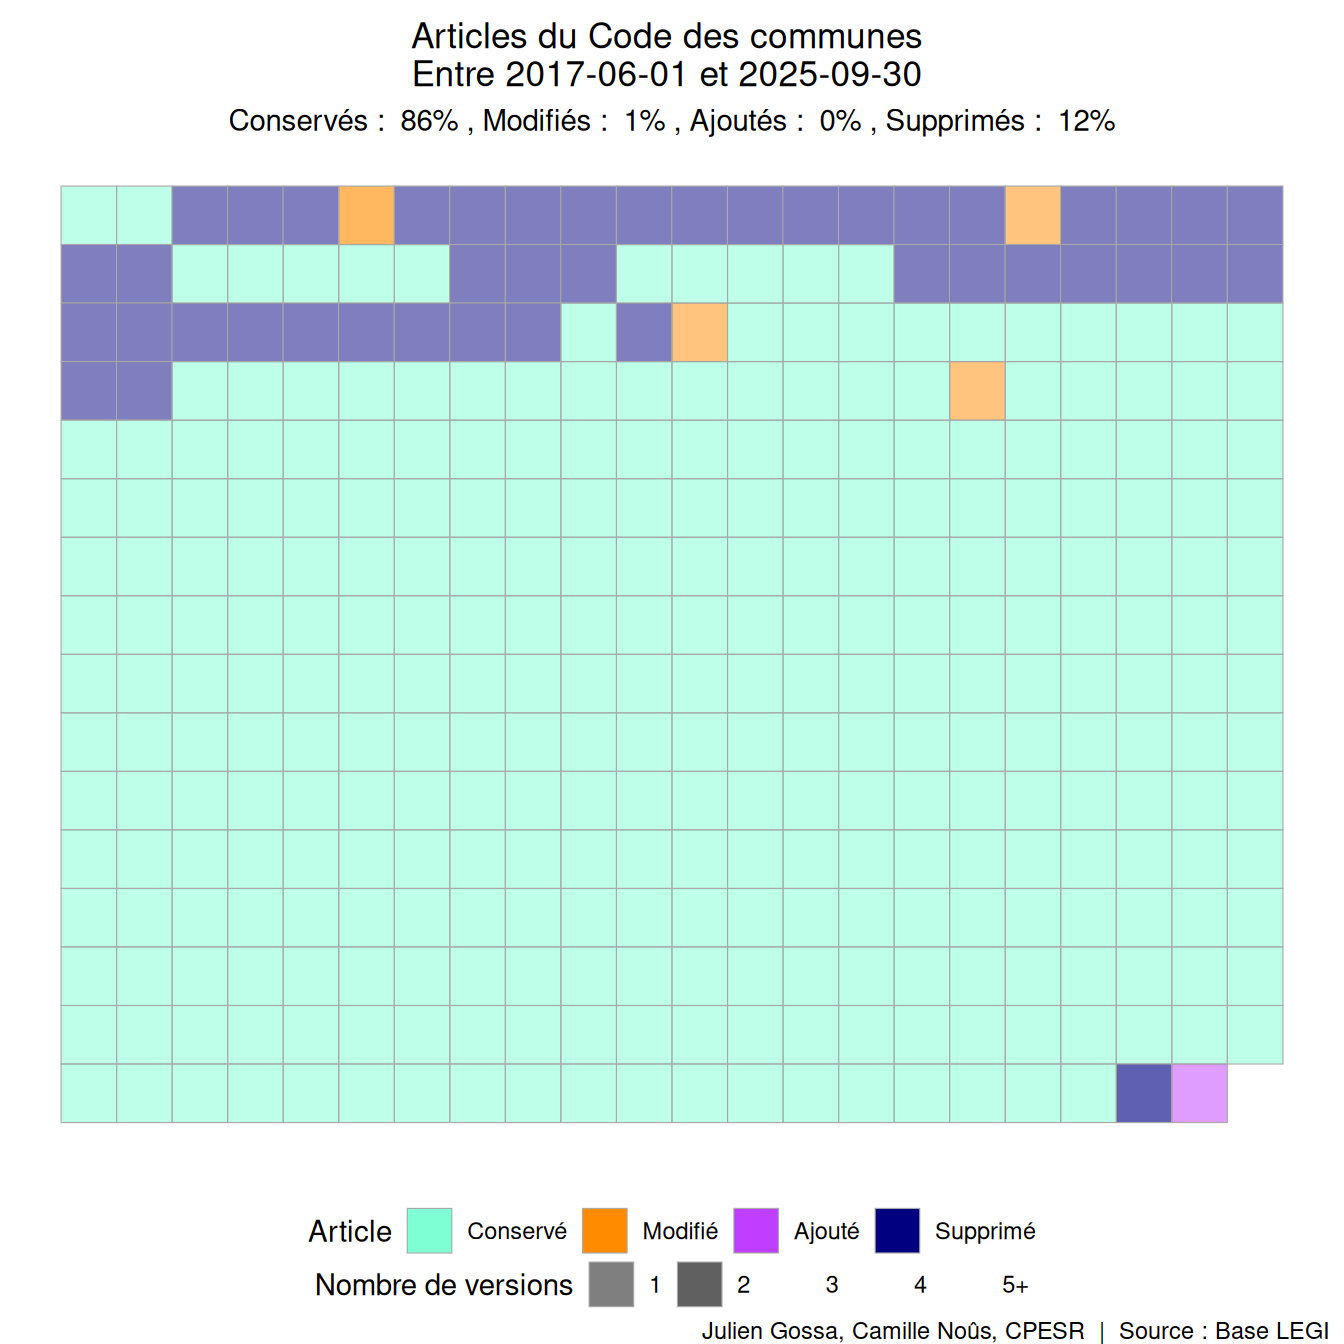 Articles du Code des communes
Entre 2017-06-01 et 2025-09-30
Conservés :  86% , Modifiés :  1% , Ajoutés :  0% , Supprimés :  12%
Article Conservé Modifié Ajouté Supprimé
Nombre de versions 1 2 3 4 5+
Julien Gossa, Camille Noûs, CPESR | Source : Base LEGI